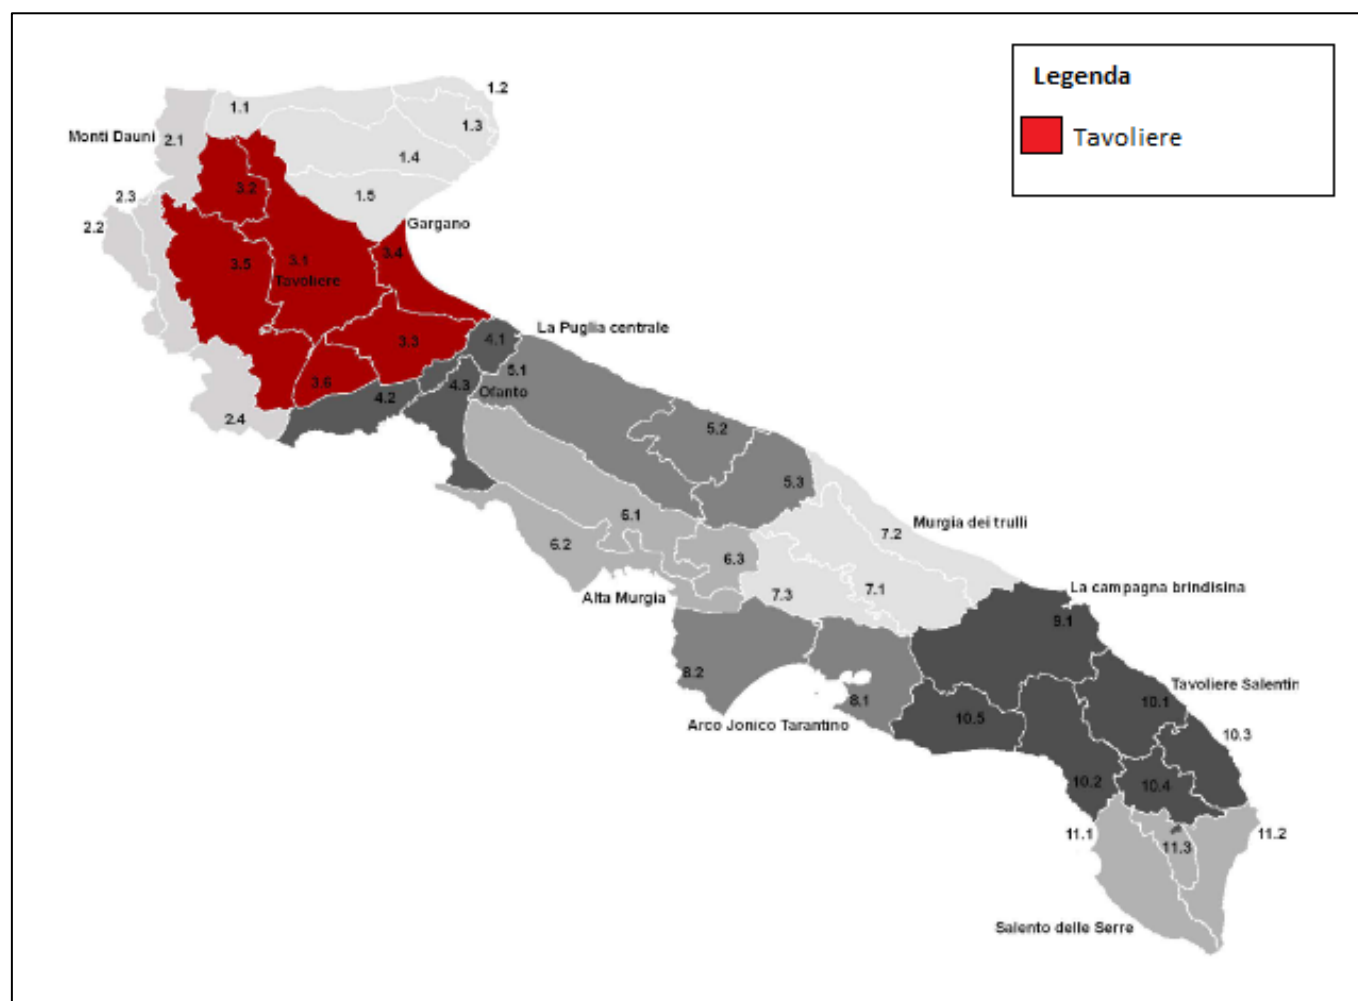 Legenda
Tavoliere
1.2
1.1
1.3
Monti Dauni
2.1
1.4
3.2
2.3
1.5
2.2
Gargano
3.4
3.1
3.5
Tavoliere
La Puglia centrale
4.1
3.3
5.1
4.3
3.6
Ofanto
4.2
2.4
5.2
5.3
6.1
Murgia dei trulli
7.2
6.2
6.3
7.1
La campagna brindisina
7.3
Alta Murgia
9.1
8.2
Tavoliere Salentin
8.1
10.1
Arco Jonico Tarantino
10.5
10.3
10.2
10.4
11.1
11.2
11.3
Salento delle Serre